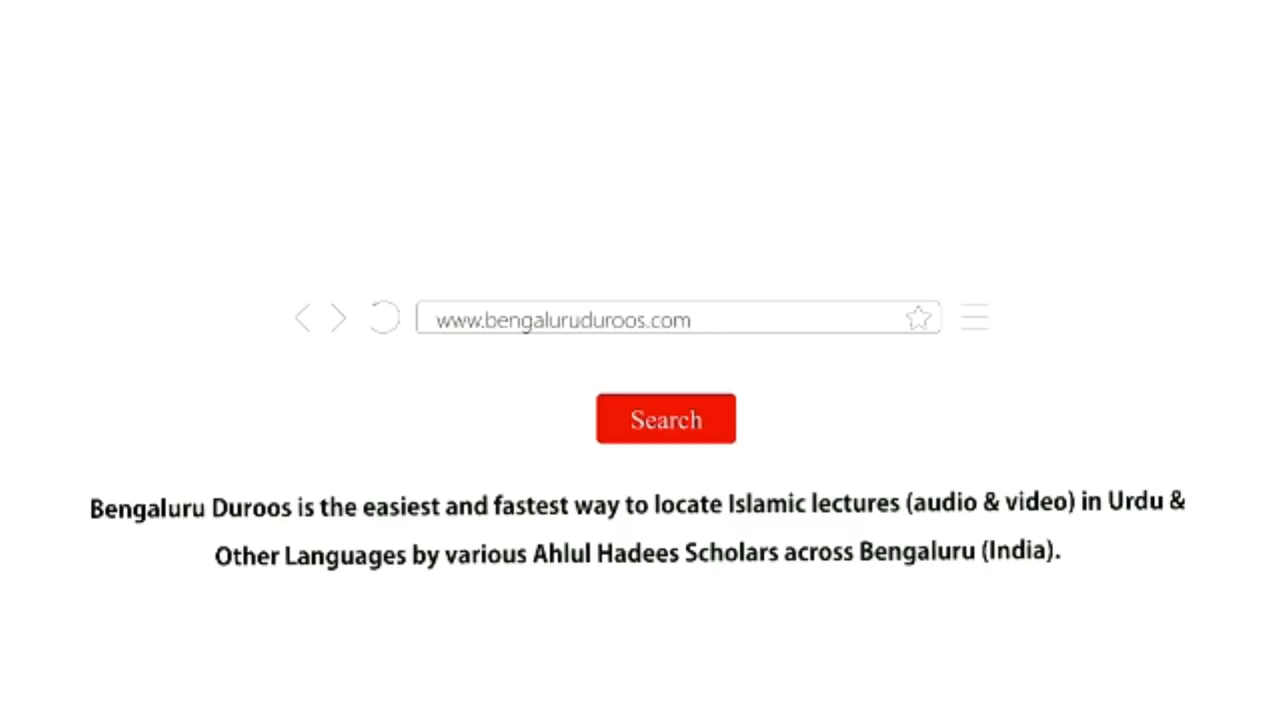 www.bengaluruduroos.com
Search
Bengaluru Duroos is the easiest and fastest way to locate Islamic lectures (audio & video) in Urdu &
Other Languages by various Ahlul Hadees Scholars across Bengaluru (India).